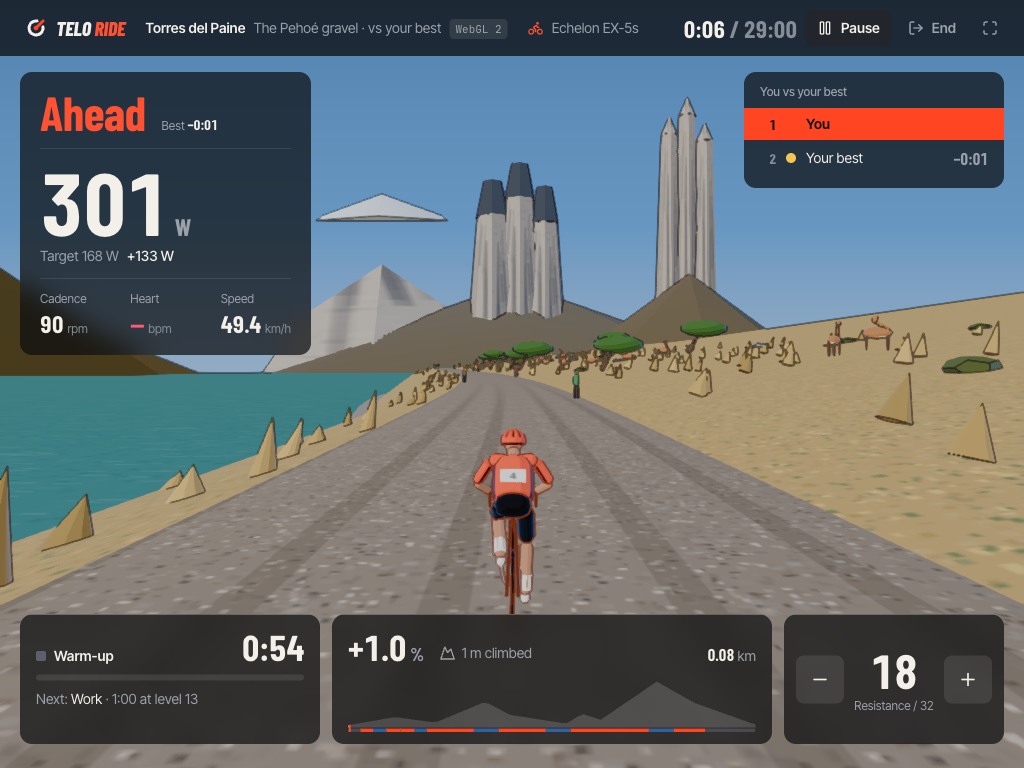 TELO RIDE Torres del Paine The Pehoé gravel · vs your best WebGL 2 Echelon EX-5s 0:06 / 29:00 Pause End
Ahead Best −0:01
301 W
Target 168 W +133 W
Cadence Heart Speed
90 rpm – bpm 49.4 km/h
You vs your best
1 You
2 Your best −0:01
4
Warm-up 0:54
Next: Work · 1:00 at level 13
+1.0 % 1 m climbed 0.08 km
− 18 +
Resistance / 32